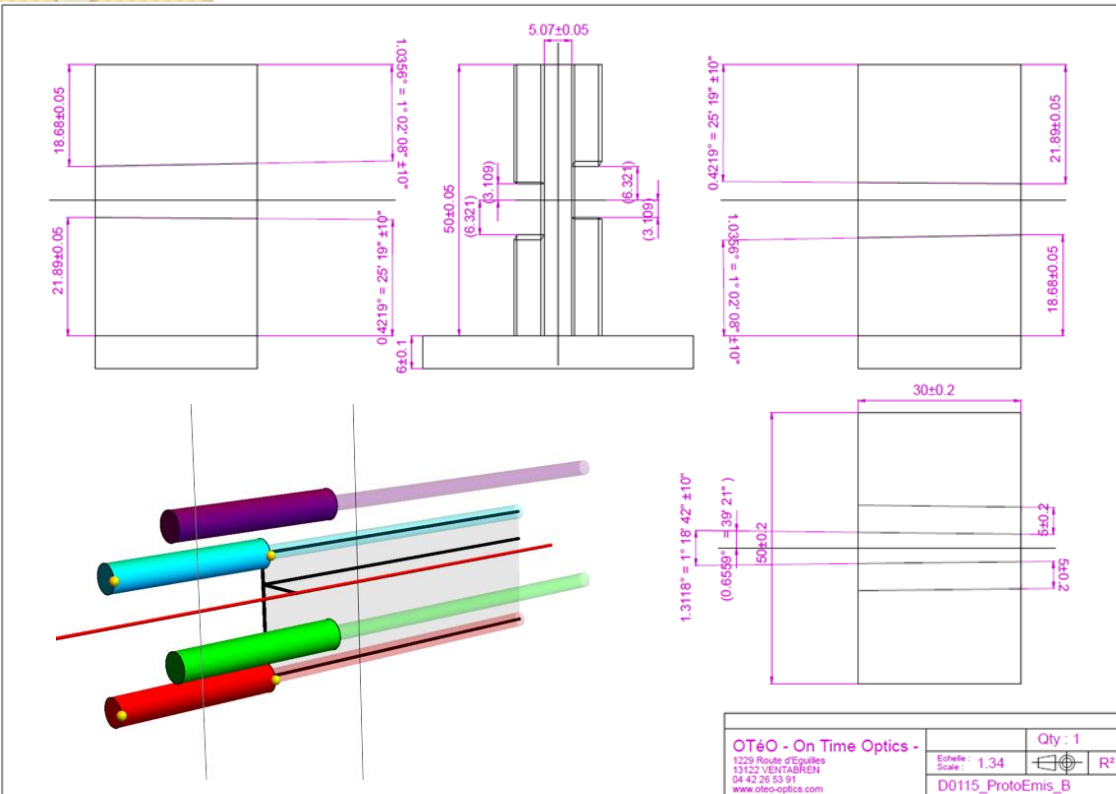 5.07±0.05
18.68±0.05
1.0356° = 1° 02' 08" ±10"
21.89±0.05
0.4219° = 25' 19" ±10"
50±0.05
(3.109)
(6.321)
(6.321)
(3.109)
6±0.1
0.4219° = 25' 19" ±10"
21.89±0.05
1.0356° = 1° 02' 08" ±10"
18.68±0.05
30±0.2
1.3118° = 1° 18' 42" ±10"
(0.6559° = 39' 21" )
50±0.2
5±0.2
5±0.2
OTéO - On Time Optics -
1229 Route d'Eguilles
13122 VENTABREN
04 42 26 53 91
www.oteo-optics.com
Qty : 1
Echelle :
Scale : 1.34
R²
D0115_ProtoEmis_B